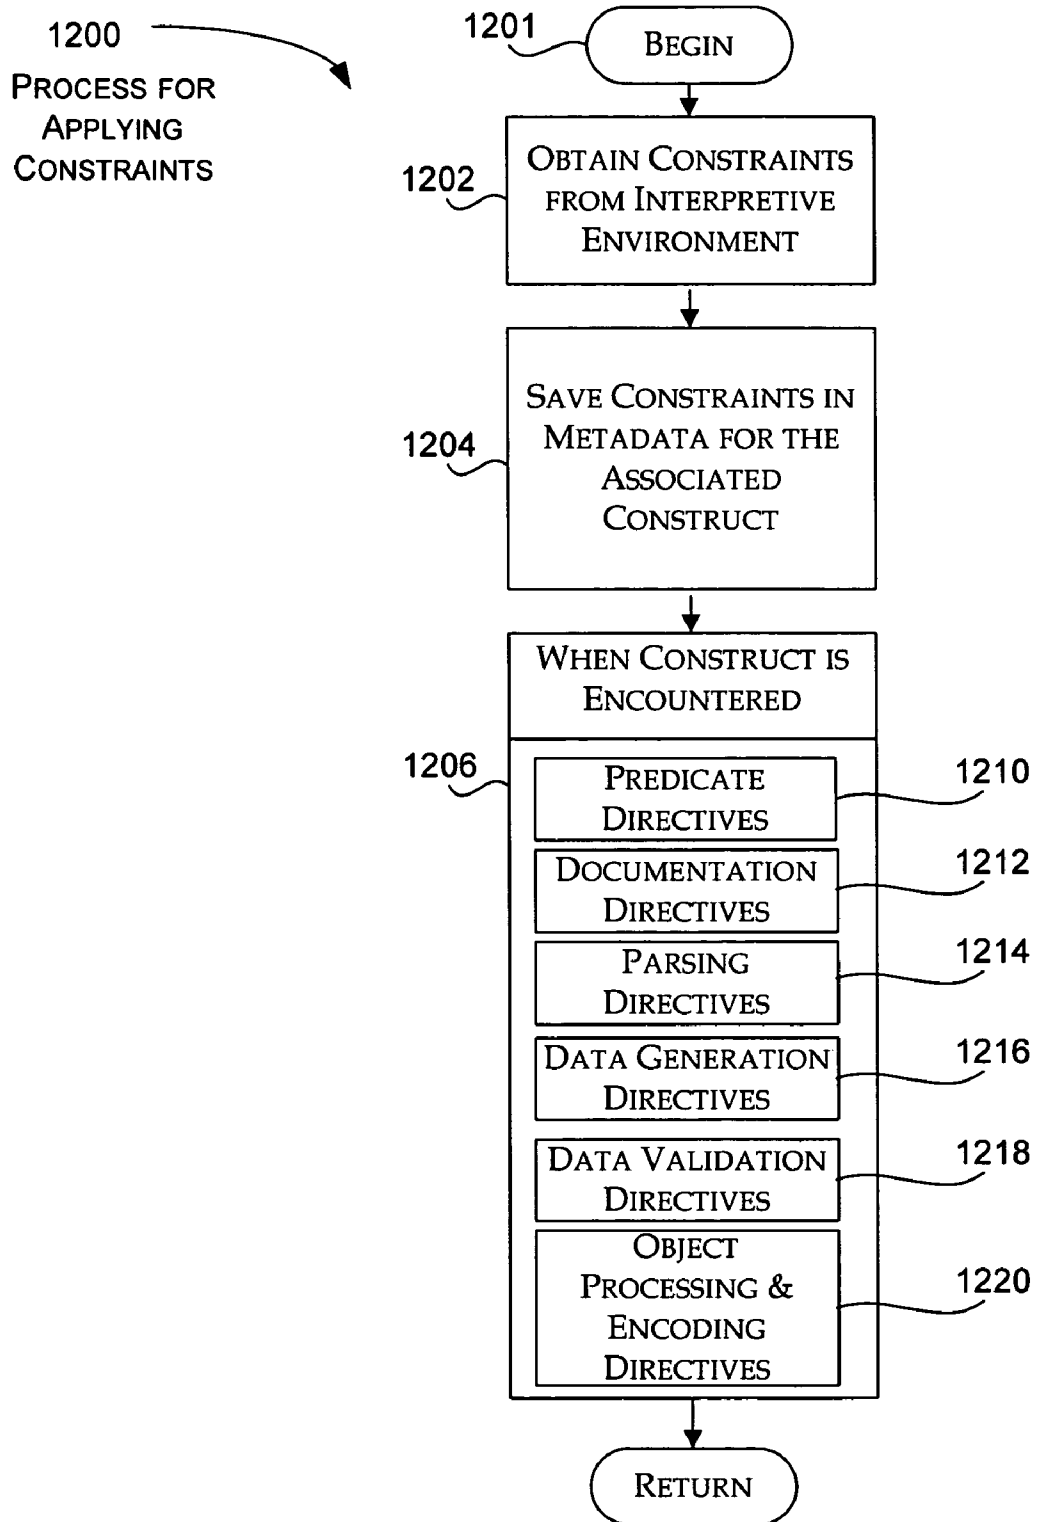 1200
PROCESS FOR
APPLYING
CONSTRAINTS
1201
BEGIN
1202
OBTAIN CONSTRAINTS
FROM INTERPRETIVE
ENVIRONMENT
1204
SAVE CONSTRAINTS IN
METADATA FOR THE
ASSOCIATED
CONSTRUCT
WHEN CONSTRUCT IS
ENCOUNTERED
1206
PREDICATE
DIRECTIVES
1210
DOCUMENTATION
DIRECTIVES
1212
PARSING
DIRECTIVES
1214
DATA GENERATION
DIRECTIVES
1216
DATA VALIDATION
DIRECTIVES
1218
OBJECT
PROCESSING &
ENCODING
DIRECTIVES
1220
RETURN